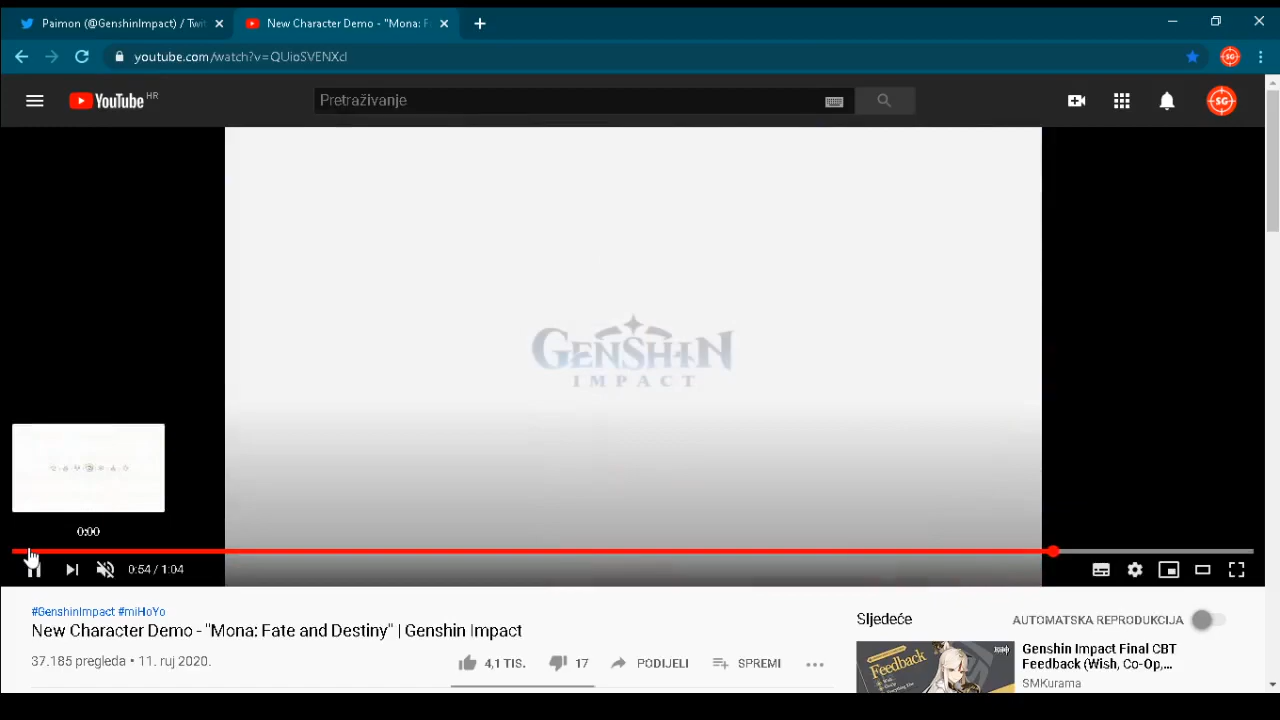 Paimon (@GenshinImpact) / Twit
New Character Demo - "Mona: F
youtube.com/watch?v=QUioSVENXcI
YouTube HR
Pretraživanje
SG
GENSHIN
IMPACT
0:00
0:54 / 1:04
#GenshinImpact #miHoYo
New Character Demo - "Mona: Fate and Destiny" | Genshin Impact
37.185 pregleda • 11. ruj 2020.
4,1 TIS.
17
PODIJELI
SPREMI
Sljedeće
AUTOMATSKA REPRODUKCIJA
Feedback
Genshin Impact Final CBT
Feedback (Wish, Co-Op,...
SMKurama